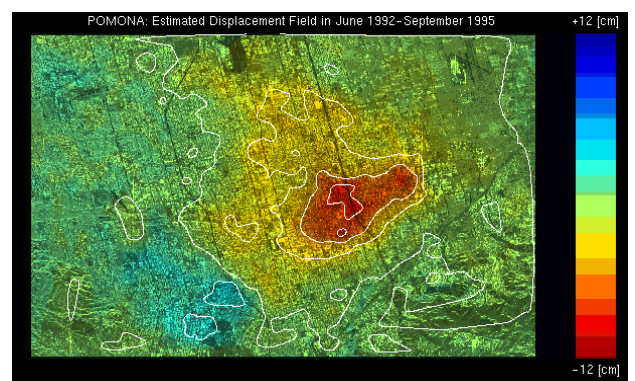 POMONA: Estimated Displacement Field in June 1992–September 1995
+12 [cm]
−12 [cm]